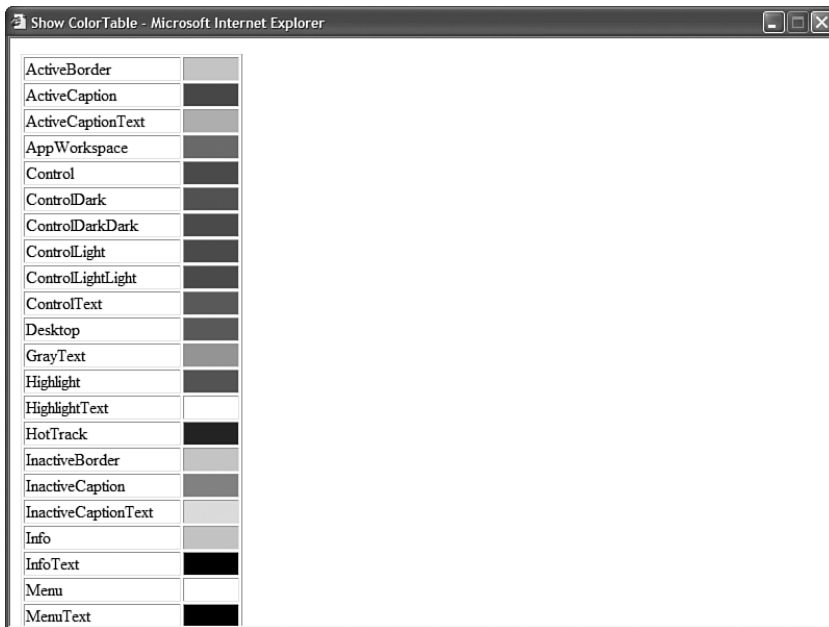 Show ColorTable - Microsoft Internet Explorer
ActiveBorder
ActiveCaption
ActiveCaptionText
AppWorkspace
Control
ControlDark
ControlDarkDark
ControlLight
ControlLightLight
ControlText
Desktop
GrayText
Highlight
HighlightText
HotTrack
InactiveBorder
InactiveCaption
InactiveCaptionText
Info
InfoText
Menu
MenuText